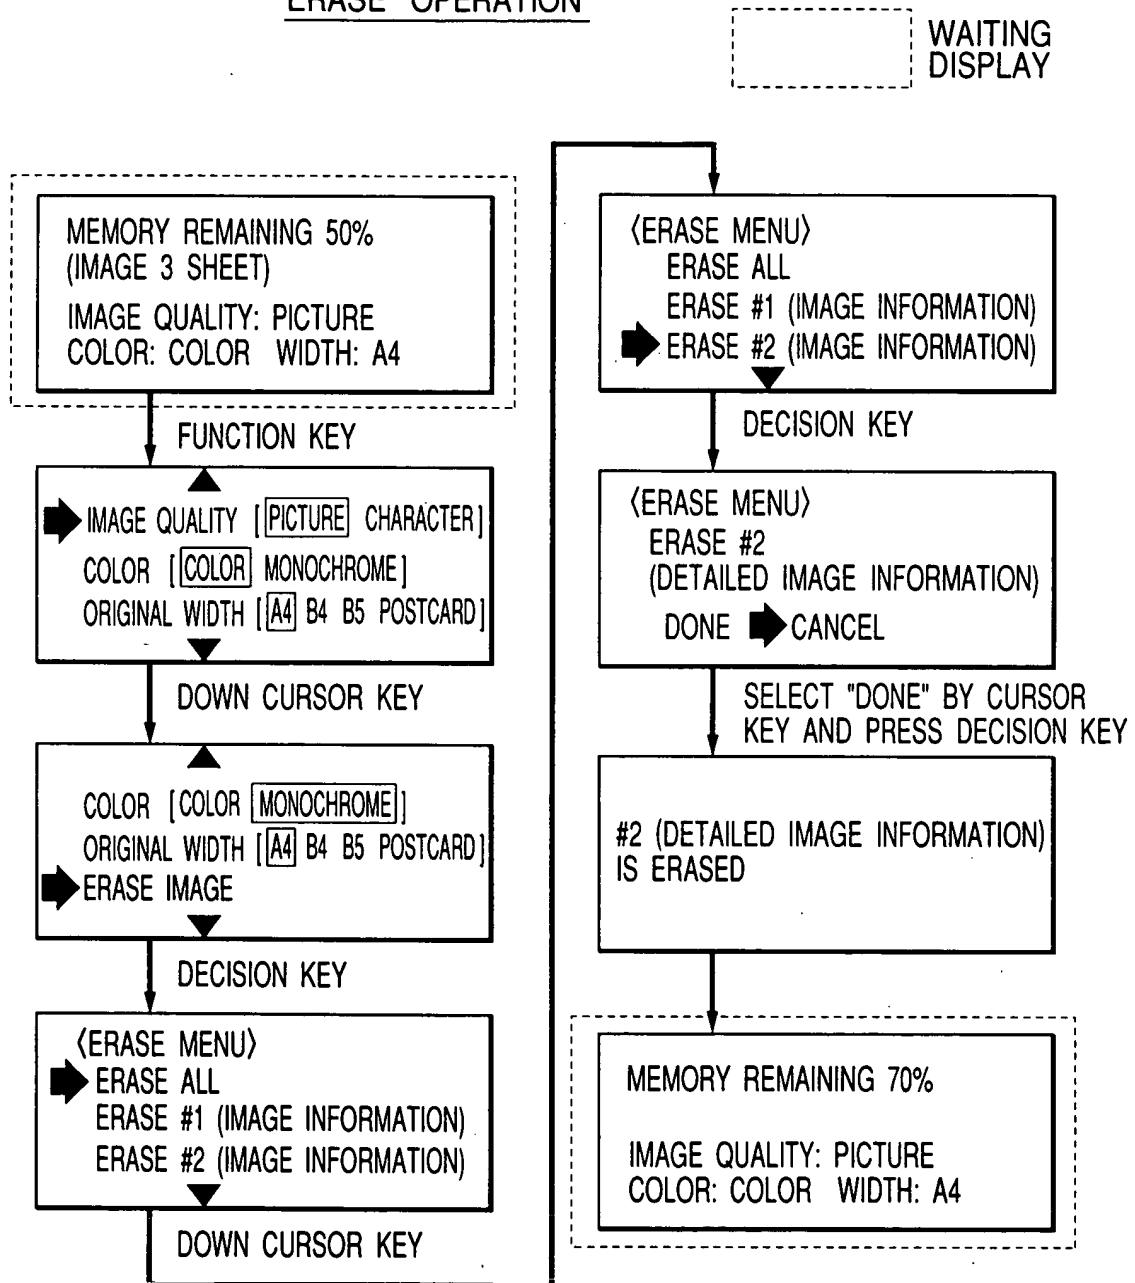 ERASE OPERATION
WAITING
DISPLAY
MEMORY REMAINING 50%
(IMAGE 3 SHEET)
IMAGE QUALITY: PICTURE
COLOR: COLOR WIDTH: A4
FUNCTION KEY
IMAGE QUALITY [PICTURE CHARACTER]
COLOR [COLOR MONOCHROME]
ORIGINAL WIDTH [A4 B4 B5 POSTCARD]
DOWN CURSOR KEY
COLOR [COLOR MONOCHROME]
ORIGINAL WIDTH [A4 B4 B5 POSTCARD]
ERASE IMAGE
DECISION KEY
〈ERASE MENU〉
ERASE ALL
ERASE #1 (IMAGE INFORMATION)
ERASE #2 (IMAGE INFORMATION)
DOWN CURSOR KEY
〈ERASE MENU〉
ERASE ALL
ERASE #1 (IMAGE INFORMATION)
ERASE #2 (IMAGE INFORMATION)
DECISION KEY
〈ERASE MENU〉
ERASE #2
(DETAILED IMAGE INFORMATION)
DONE CANCEL
SELECT "DONE" BY CURSOR
KEY AND PRESS DECISION KEY
#2 (DETAILED IMAGE INFORMATION)
IS ERASED
MEMORY REMAINING 70%
IMAGE QUALITY: PICTURE
COLOR: COLOR WIDTH: A4